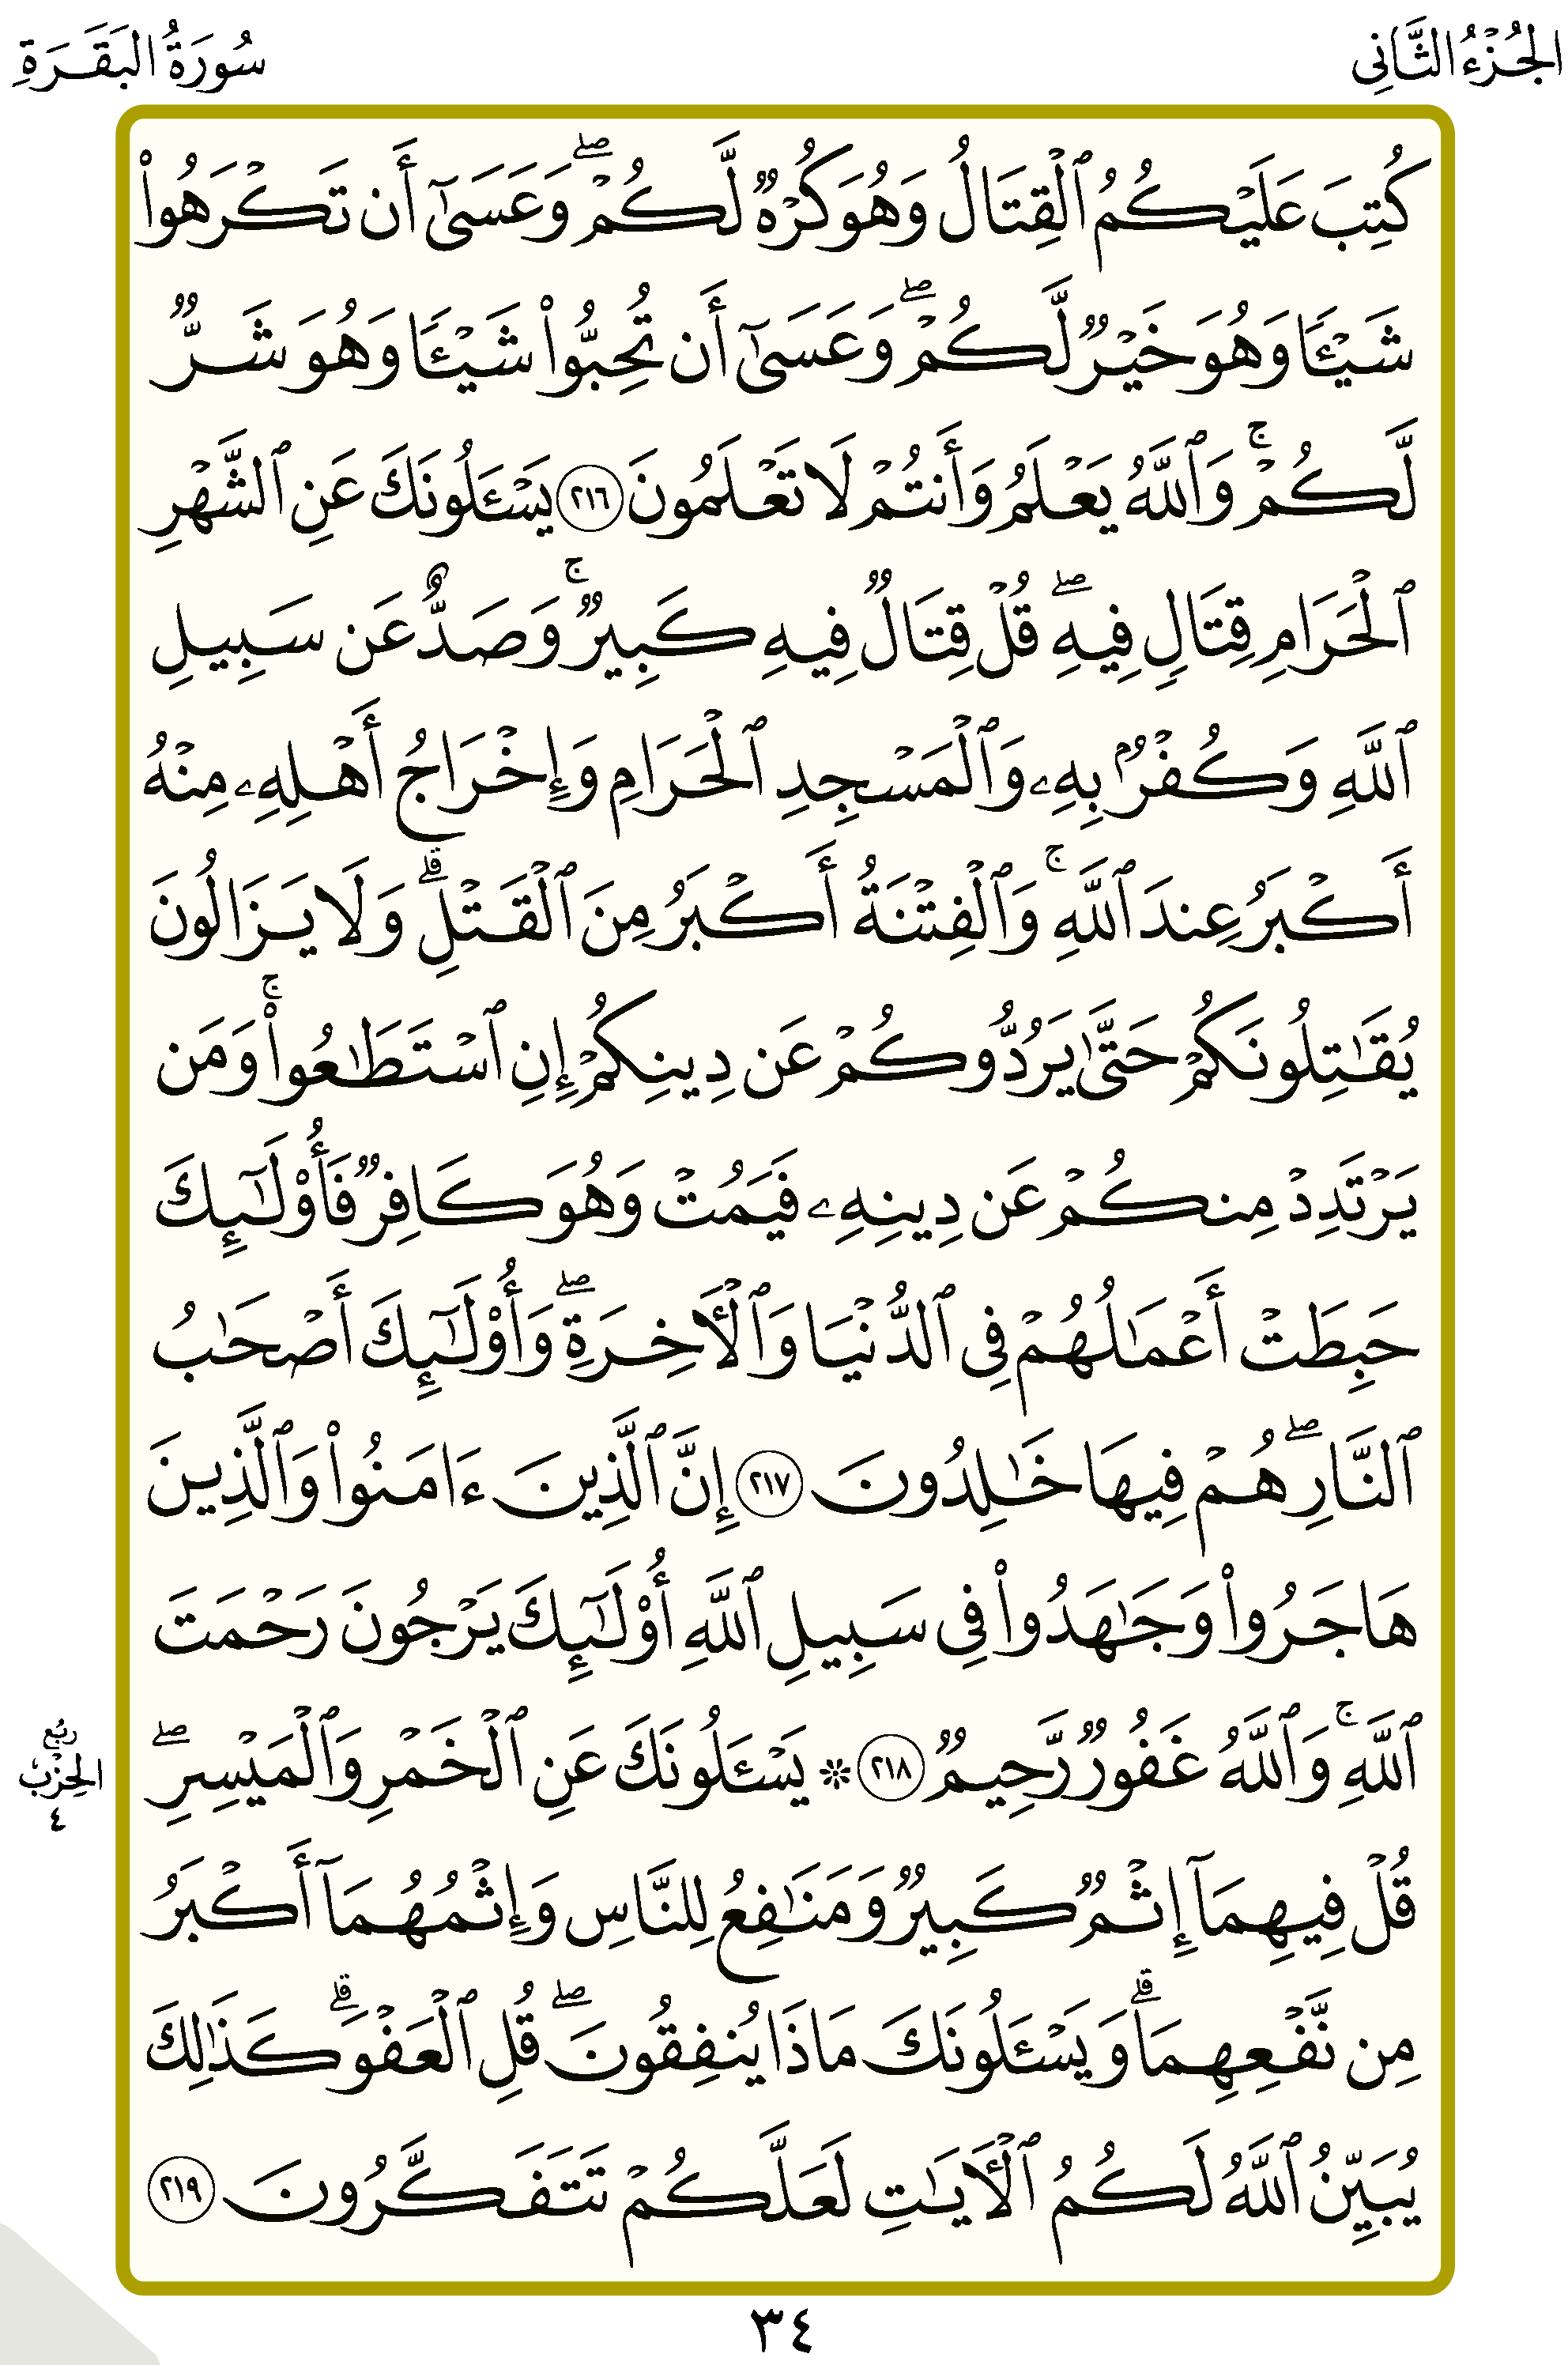 الجُزْءُ الثَّانِي
سُورَةُ البَقَرَةِ
كُتِبَ عَلَيْكُمُ ٱلْقِتَالُ وَهُوَ كُرْهٌ لَّكُمْ ۖ وَعَسَىٰٓ أَن تَكْرَهُوا۟
شَيْـًٔا وَهُوَ خَيْرٌ لَّكُمْ ۖ وَعَسَىٰٓ أَن تُحِبُّوا۟ شَيْـًٔا وَهُوَ شَرٌّ
لَّكُمْ ۚ وَٱللَّهُ يَعْلَمُ وَأَنتُمْ لَا تَعْلَمُونَ ٢١٦ يَسْـَٔلُونَكَ عَنِ ٱلشَّهْرِ
ٱلْحَرَامِ قِتَالٍ فِيهِ ۖ قُلْ قِتَالٌ فِيهِ كَبِيرٌ ۚ وَصَدٌّ عَن سَبِيلِ
ٱللَّهِ وَكُفْرٌۢ بِهِۦ وَٱلْمَسْجِدِ ٱلْحَرَامِ وَإِخْرَاجُ أَهْلِهِۦ مِنْهُ
أَكْبَرُ عِندَ ٱللَّهِ ۚ وَٱلْفِتْنَةُ أَكْبَرُ مِنَ ٱلْقَتْلِ ۗ وَلَا يَزَالُونَ
يُقَـٰتِلُونَكُمْ حَتَّىٰ يَرُدُّوكُمْ عَن دِينِكُمْ إِنِ ٱسْتَطَـٰعُوا۟ ۚ وَمَن
يَرْتَدِدْ مِنكُمْ عَن دِينِهِۦ فَيَمُتْ وَهُوَ كَافِرٌ فَأُو۟لَـٰٓئِكَ
حَبِطَتْ أَعْمَـٰلُهُمْ فِى ٱلدُّنْيَا وَٱلْـَٔاخِرَةِ ۖ وَأُو۟لَـٰٓئِكَ أَصْحَـٰبُ
ٱلنَّارِ ۖ هُمْ فِيهَا خَـٰلِدُونَ ٢١٧ إِنَّ ٱلَّذِينَ ءَامَنُوا۟ وَٱلَّذِينَ
هَاجَرُوا۟ وَجَـٰهَدُوا۟ فِى سَبِيلِ ٱللَّهِ أُو۟لَـٰٓئِكَ يَرْجُونَ رَحْمَتَ
ٱللَّهِ ۚ وَٱللَّهُ غَفُورٌ رَّحِيمٌ ٢١٨ ۞ يَسْـَٔلُونَكَ عَنِ ٱلْخَمْرِ وَٱلْمَيْسِرِ ۖ
رُبُع
الحِزْب
٤
قُلْ فِيهِمَآ إِثْمٌ كَبِيرٌ وَمَنَـٰفِعُ لِلنَّاسِ وَإِثْمُهُمَآ أَكْبَرُ
مِن نَّفْعِهِمَا ۗ وَيَسْـَٔلُونَكَ مَاذَا يُنفِقُونَ ۖ قُلِ ٱلْعَفْوَ ۗ كَذَٰلِكَ
يُبَيِّنُ ٱللَّهُ لَكُمُ ٱلْـَٔايَـٰتِ لَعَلَّكُمْ تَتَفَكَّرُونَ ٢١٩
٣٤